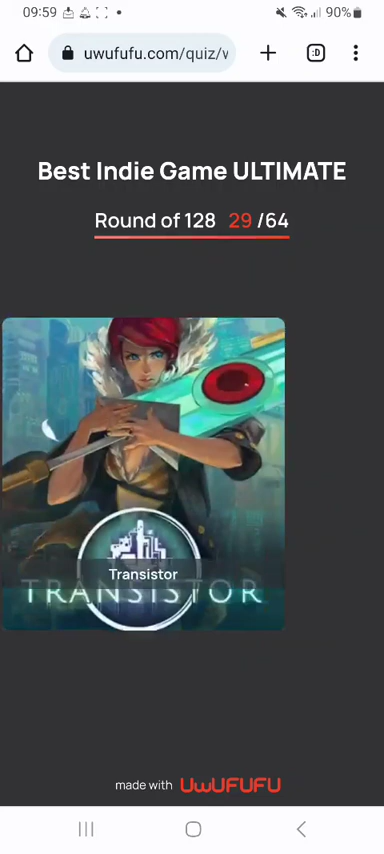 09:59 90%
uwufufu.com/quiz/v :D
Best Indie Game ULTIMATE
Round of 128 29 /64
Transistor
TRANSISTOR
made with UwUFUFU